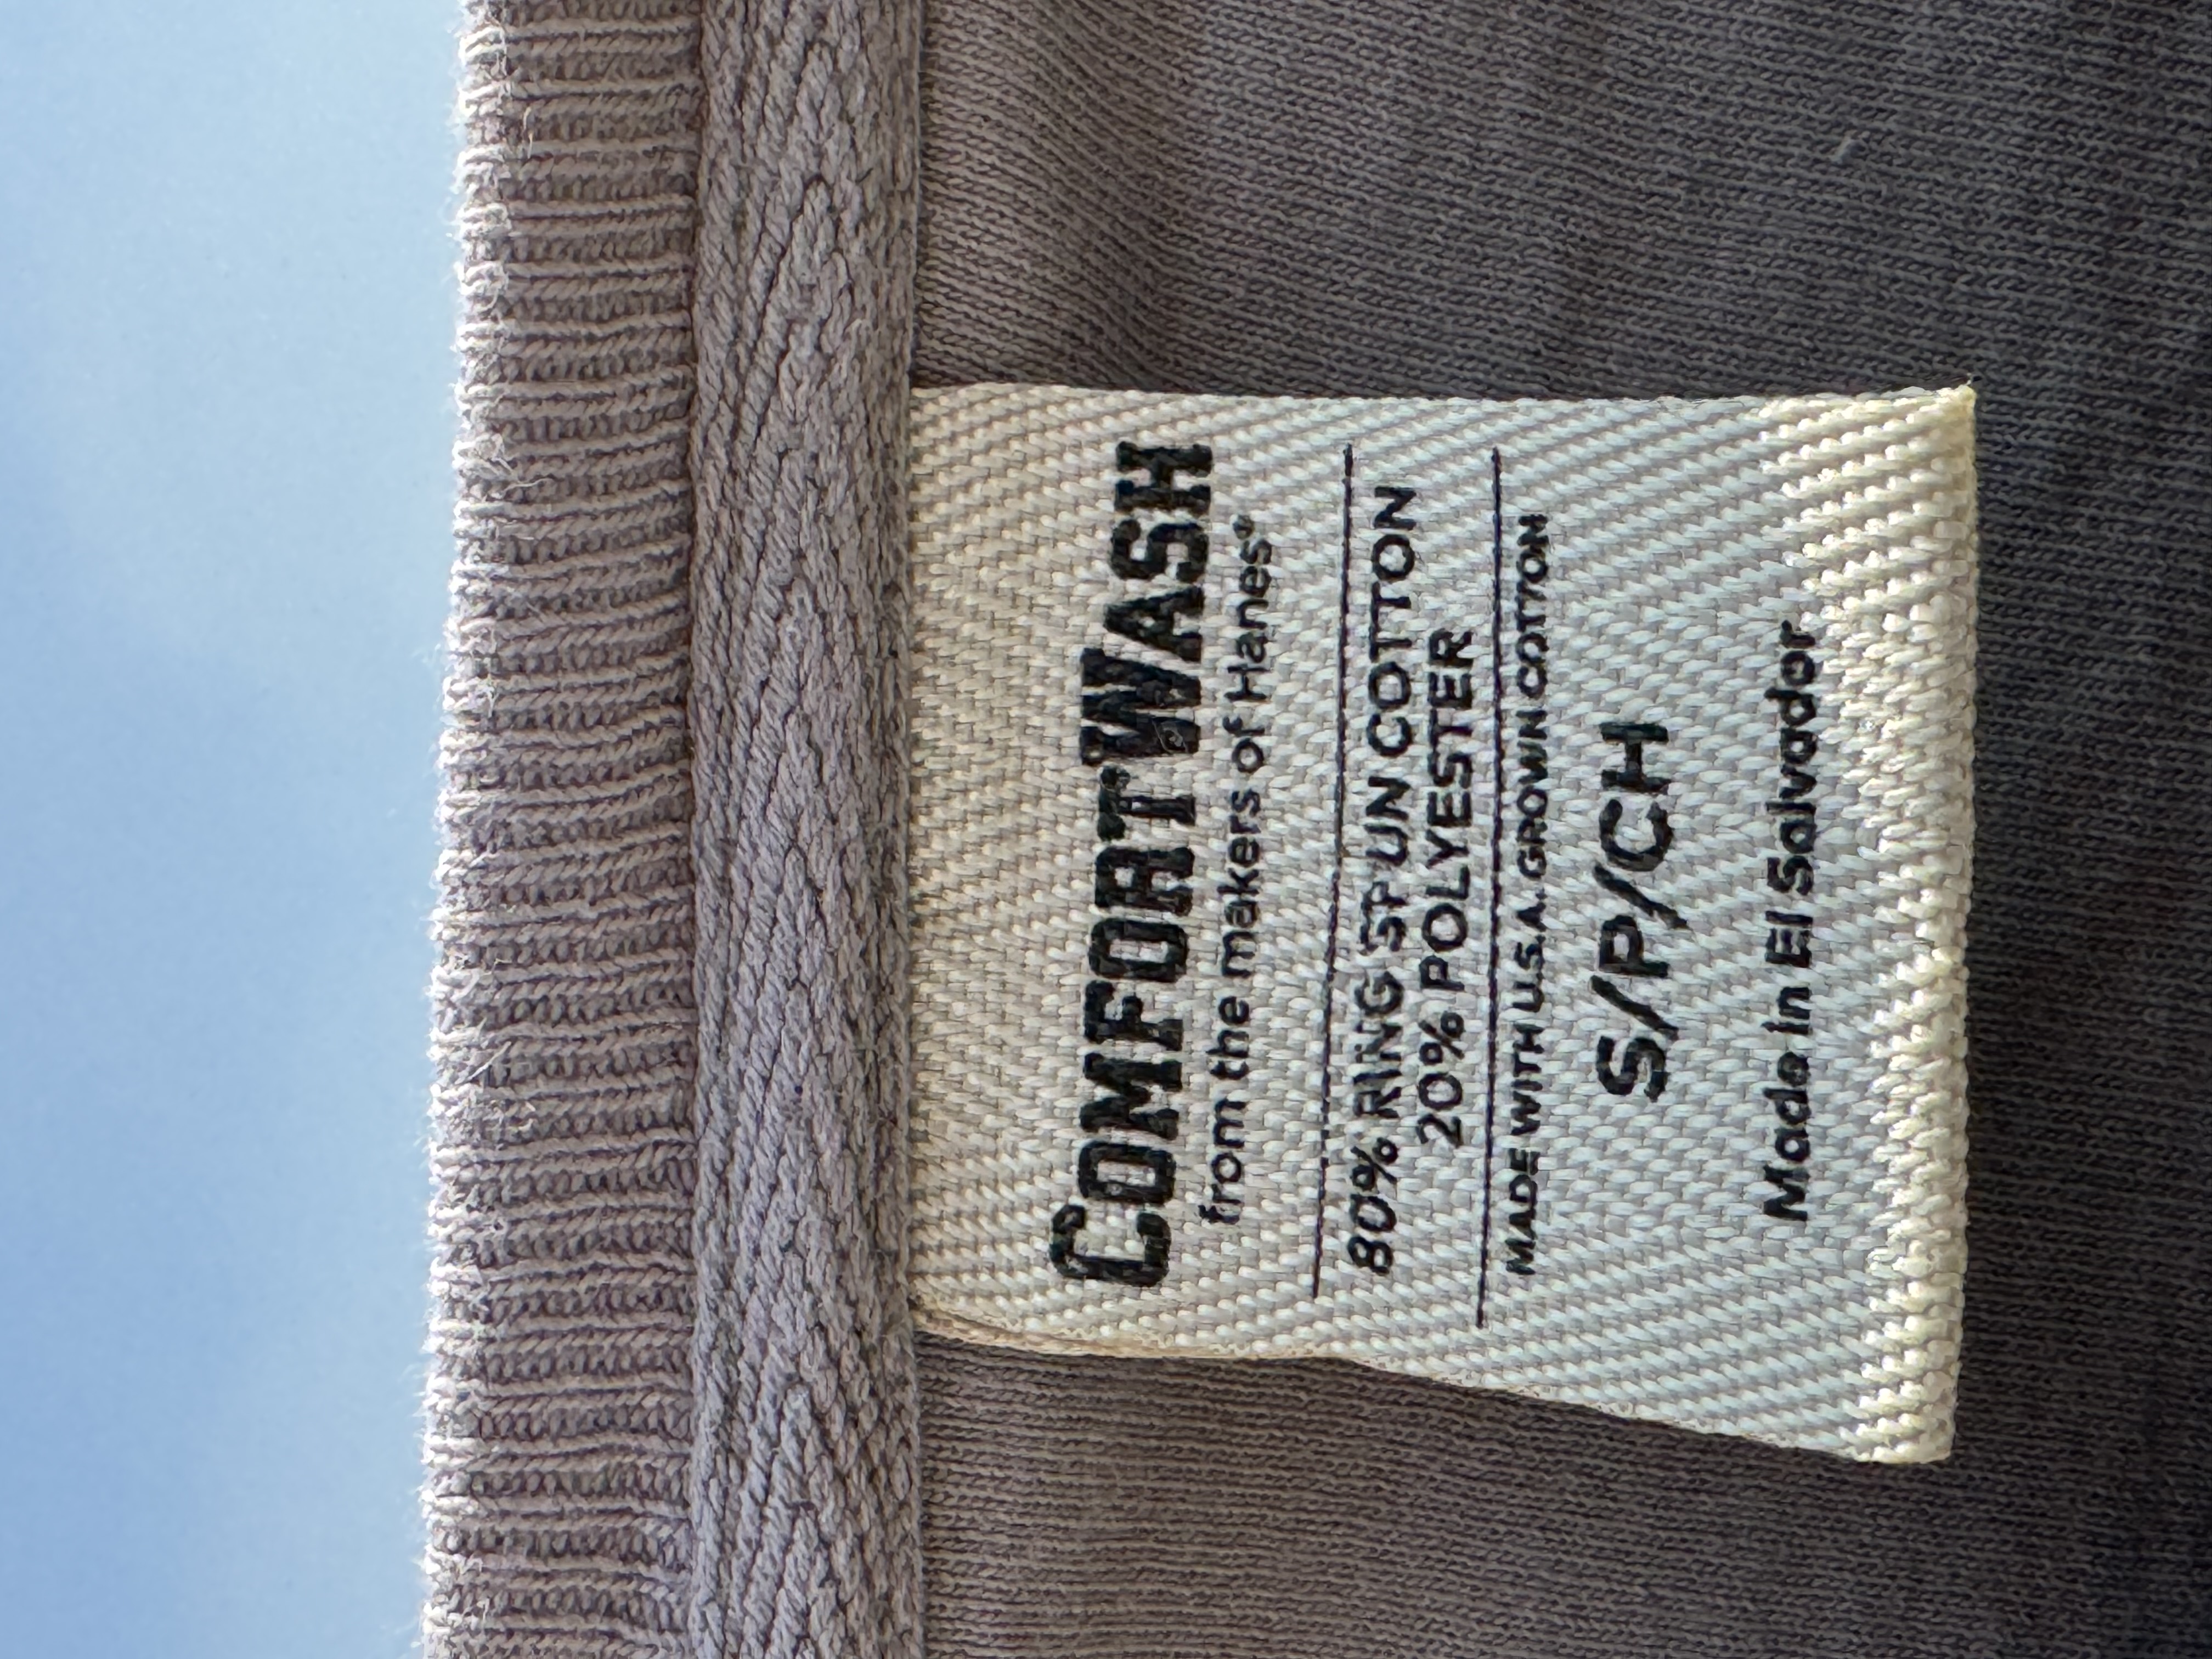 COMFORTWASH
from the makers of Hanes®
80% RING SPUN COTTON
20% POLYESTER
MADE WITH U.S.A. GROWN COTTON
S/P/CH
Made in El Salvador